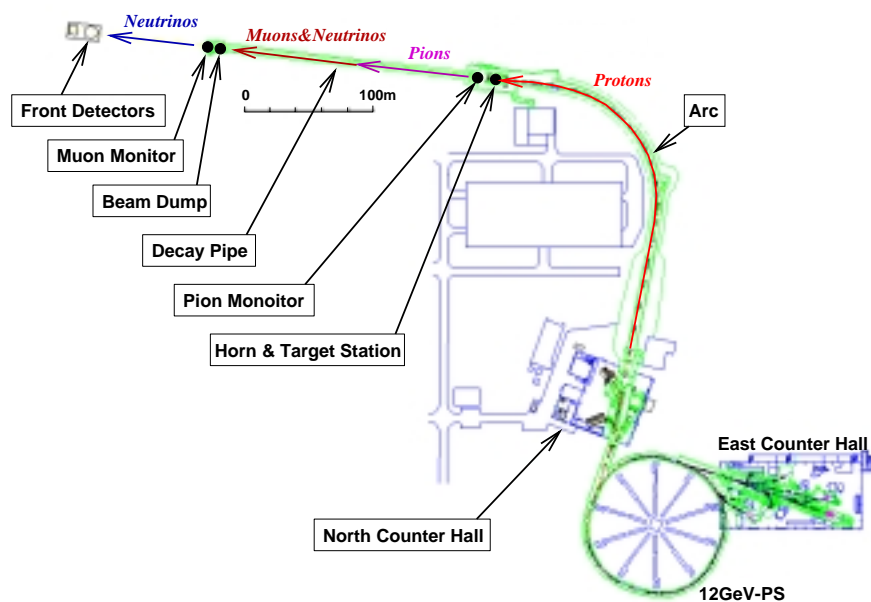 Neutrinos
Muons&Neutrinos
Pions
Protons
Front Detectors
0
100m
Arc
Muon Monitor
Beam Dump
Decay Pipe
Pion Monoitor
Horn & Target Station
East Counter Hall
North Counter Hall
12GeV-PS